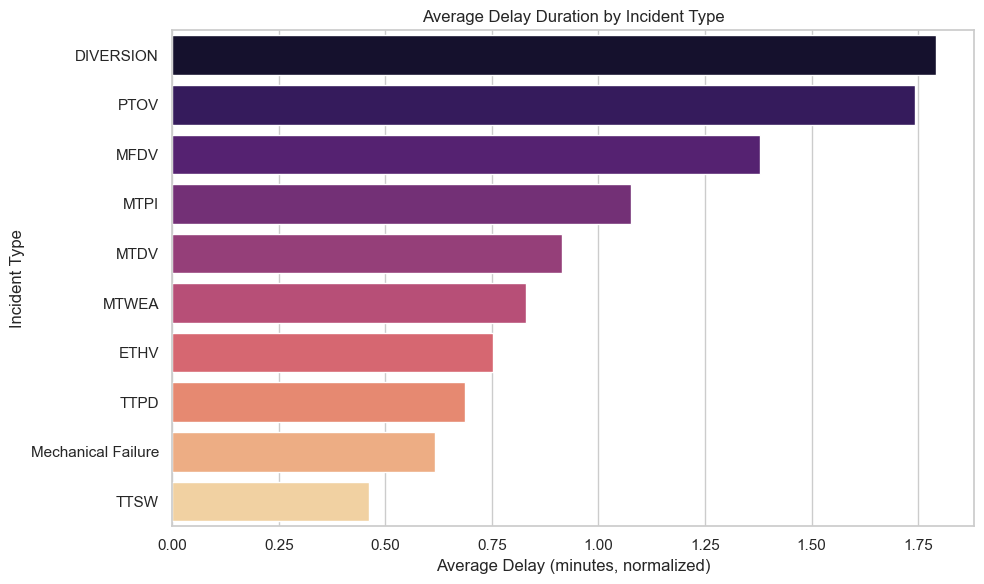 Average Delay Duration by Incident Type
Incident Type
DIVERSION
PTOV
MFDV
MTPI
MTDV
MTWEA
ETHV
TTPD
Mechanical Failure
TTSW
0.00 0.25 0.50 0.75 1.00 1.25 1.50 1.75
Average Delay (minutes, normalized)